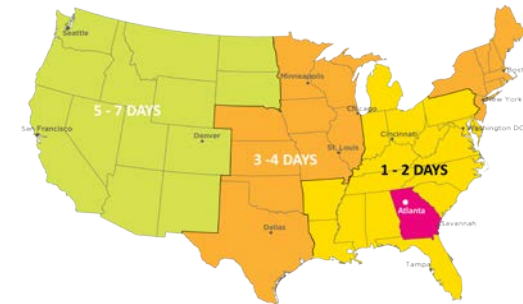 Seattle
Minneapolis
New York
5 - 7 DAYS
Chicago
San Francisco
Denver
Cincinnati
Washington DC
St. Louis
3 -4 DAYS
1 - 2 DAYS
Atlanta
Savannah
Dallas
Tampa